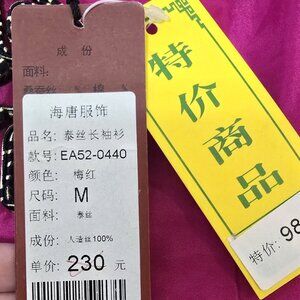 成 份
面料:
海唐服饰
品名: 泰丝长袖衫
款号: EA52-0440
颜色: 梅红
尺码: M
面料: 泰丝
成份: 人造丝100%
单价: 230 元
特价商品
特价: 98